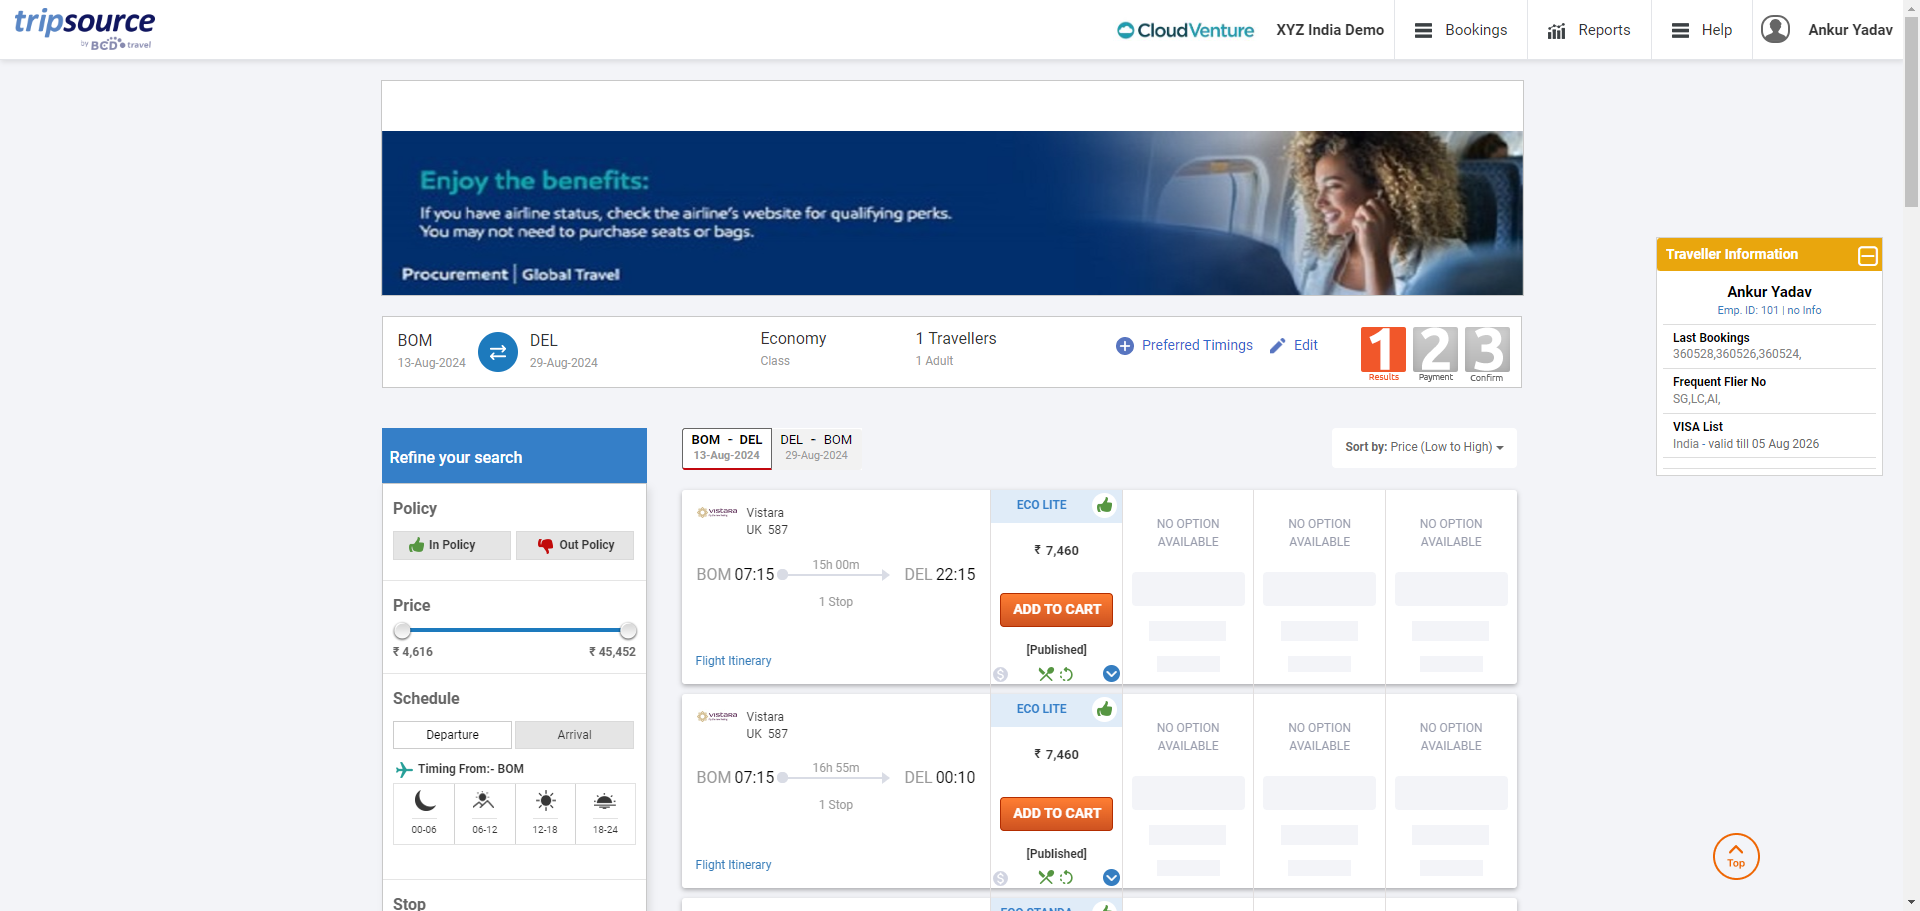 tripsource
by BCD travel
CloudVenture
XYZ India Demo
Bookings
Reports
Help
Ankur Yadav
Enjoy the benefits:
If you have airline status, check the airline's website for qualifying perks.
You may not need to purchase seats or bags.
Procurement | Global Travel
Traveller Information
Ankur Yadav
Emp. ID: 101 | no Info
Last Bookings
360528,360526,360524,
Frequent Flier No
SG,LC,AI,
VISA List
India - valid till 05 Aug 2026
BOM
13-Aug-2024
DEL
29-Aug-2024
Economy
Class
1 Travellers
1 Adult
Preferred Timings
Edit
1 2 3
Results Payment Confirm
Refine your search
Policy
In Policy
Out Policy
Price
₹ 4,616
₹ 45,452
Schedule
Departure
Arrival
Timing From:- BOM
00-06
06-12
12-18
18-24
Stop
BOM - DEL
13-Aug-2024
DEL - BOM
29-Aug-2024
Sort by: Price (Low to High)
VISTARA
Vistara
UK 587
BOM 07:15
15h 00m
1 Stop
DEL 22:15
Flight Itinerary
ECO LITE
₹ 7,460
ADD TO CART
[Published]
NO OPTION
AVAILABLE
NO OPTION
AVAILABLE
NO OPTION
AVAILABLE
VISTARA
Vistara
UK 587
BOM 07:15
16h 55m
1 Stop
DEL 00:10
Flight Itinerary
ECO LITE
₹ 7,460
ADD TO CART
[Published]
NO OPTION
AVAILABLE
NO OPTION
AVAILABLE
NO OPTION
AVAILABLE
ECO STANDA
Top